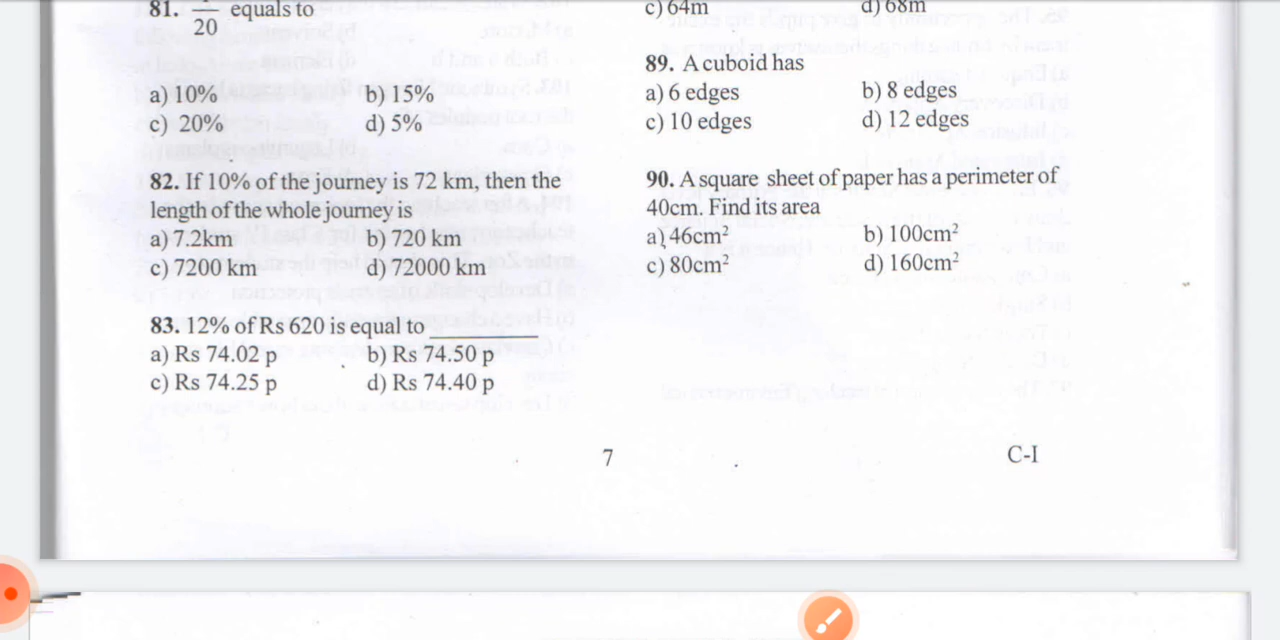 81. — equals to
20
a) 10% b) 15%
c) 20% d) 5%
82. If 10% of the journey is 72 km, then the
length of the whole journey is
a) 7.2km b) 720 km
c) 7200 km d) 72000 km
83. 12% of Rs 620 is equal to ________
a) Rs 74.02 p b) Rs 74.50 p
c) Rs 74.25 p d) Rs 74.40 p
c) 64m d) 68m
89. A cuboid has
a) 6 edges b) 8 edges
c) 10 edges d) 12 edges
90. A square sheet of paper has a perimeter of
40cm. Find its area
a) 46cm² b) 100cm²
c) 80cm² d) 160cm²
7 C-I